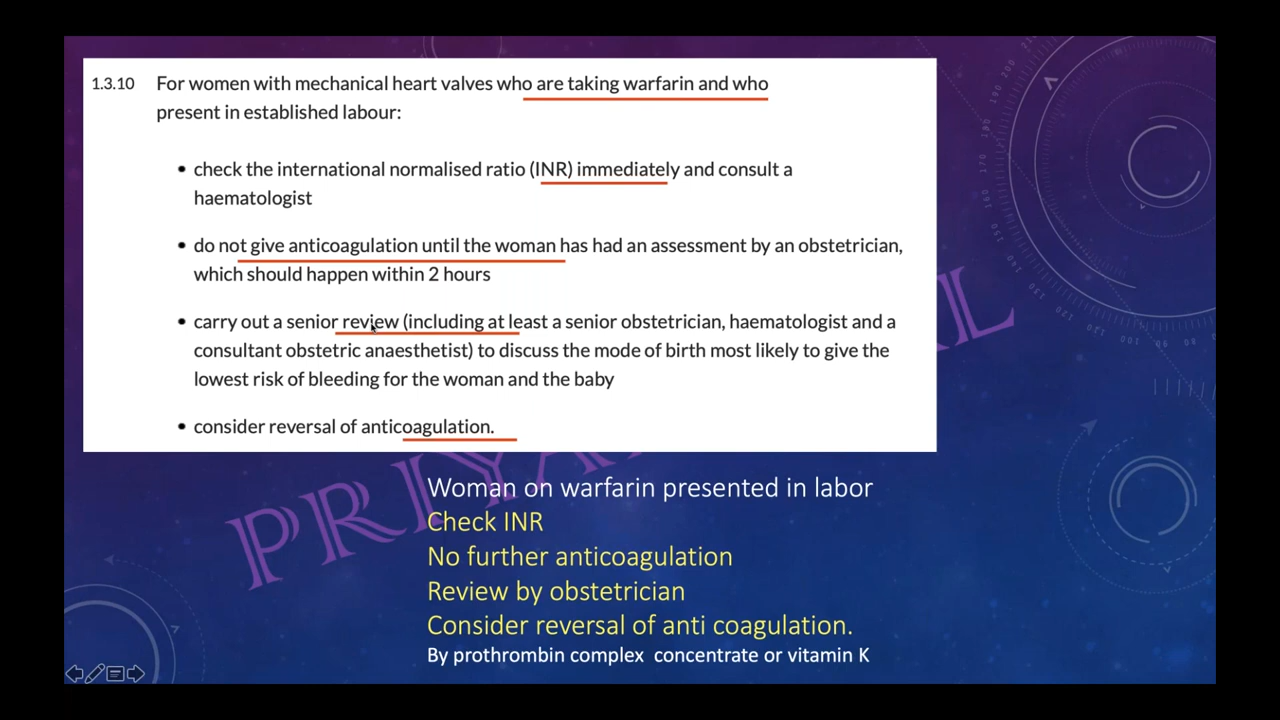 1.3.10 For women with mechanical heart valves who are taking warfarin and who
present in established labour:
• check the international normalised ratio (INR) immediately and consult a
haematologist
• do not give anticoagulation until the woman has had an assessment by an obstetrician,
which should happen within 2 hours
• carry out a senior review (including at least a senior obstetrician, haematologist and a
consultant obstetric anaesthetist) to discuss the mode of birth most likely to give the
lowest risk of bleeding for the woman and the baby
• consider reversal of anticoagulation.
Woman on warfarin presented in labor
Check INR
No further anticoagulation
Review by obstetrician
Consider reversal of anti coagulation.
By prothrombin complex concentrate or vitamin K